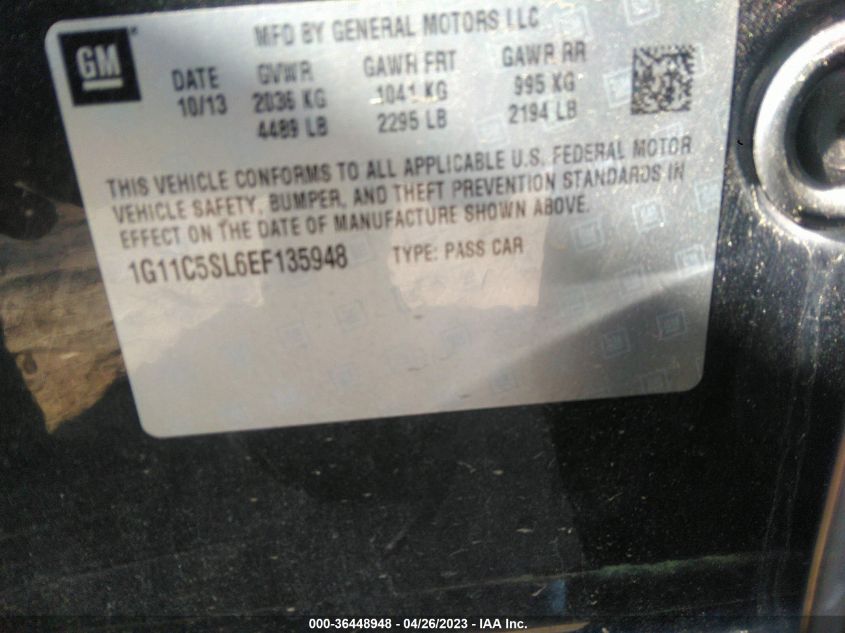 GM
MFD BY GENERAL MOTORS LLC
DATE GVWR GAWR FRT GAWR RR
10/13 2036 KG 1041 KG 995 KG
4489 LB 2295 LB 2194 LB
THIS VEHICLE CONFORMS TO ALL APPLICABLE U.S. FEDERAL MOTOR
VEHICLE SAFETY, BUMPER, AND THEFT PREVENTION STANDARDS IN
EFFECT ON THE DATE OF MANUFACTURE SHOWN ABOVE.
1G11C5SL6EF135948 TYPE: PASS CAR
000-36448948 - 04/26/2023 - IAA Inc.